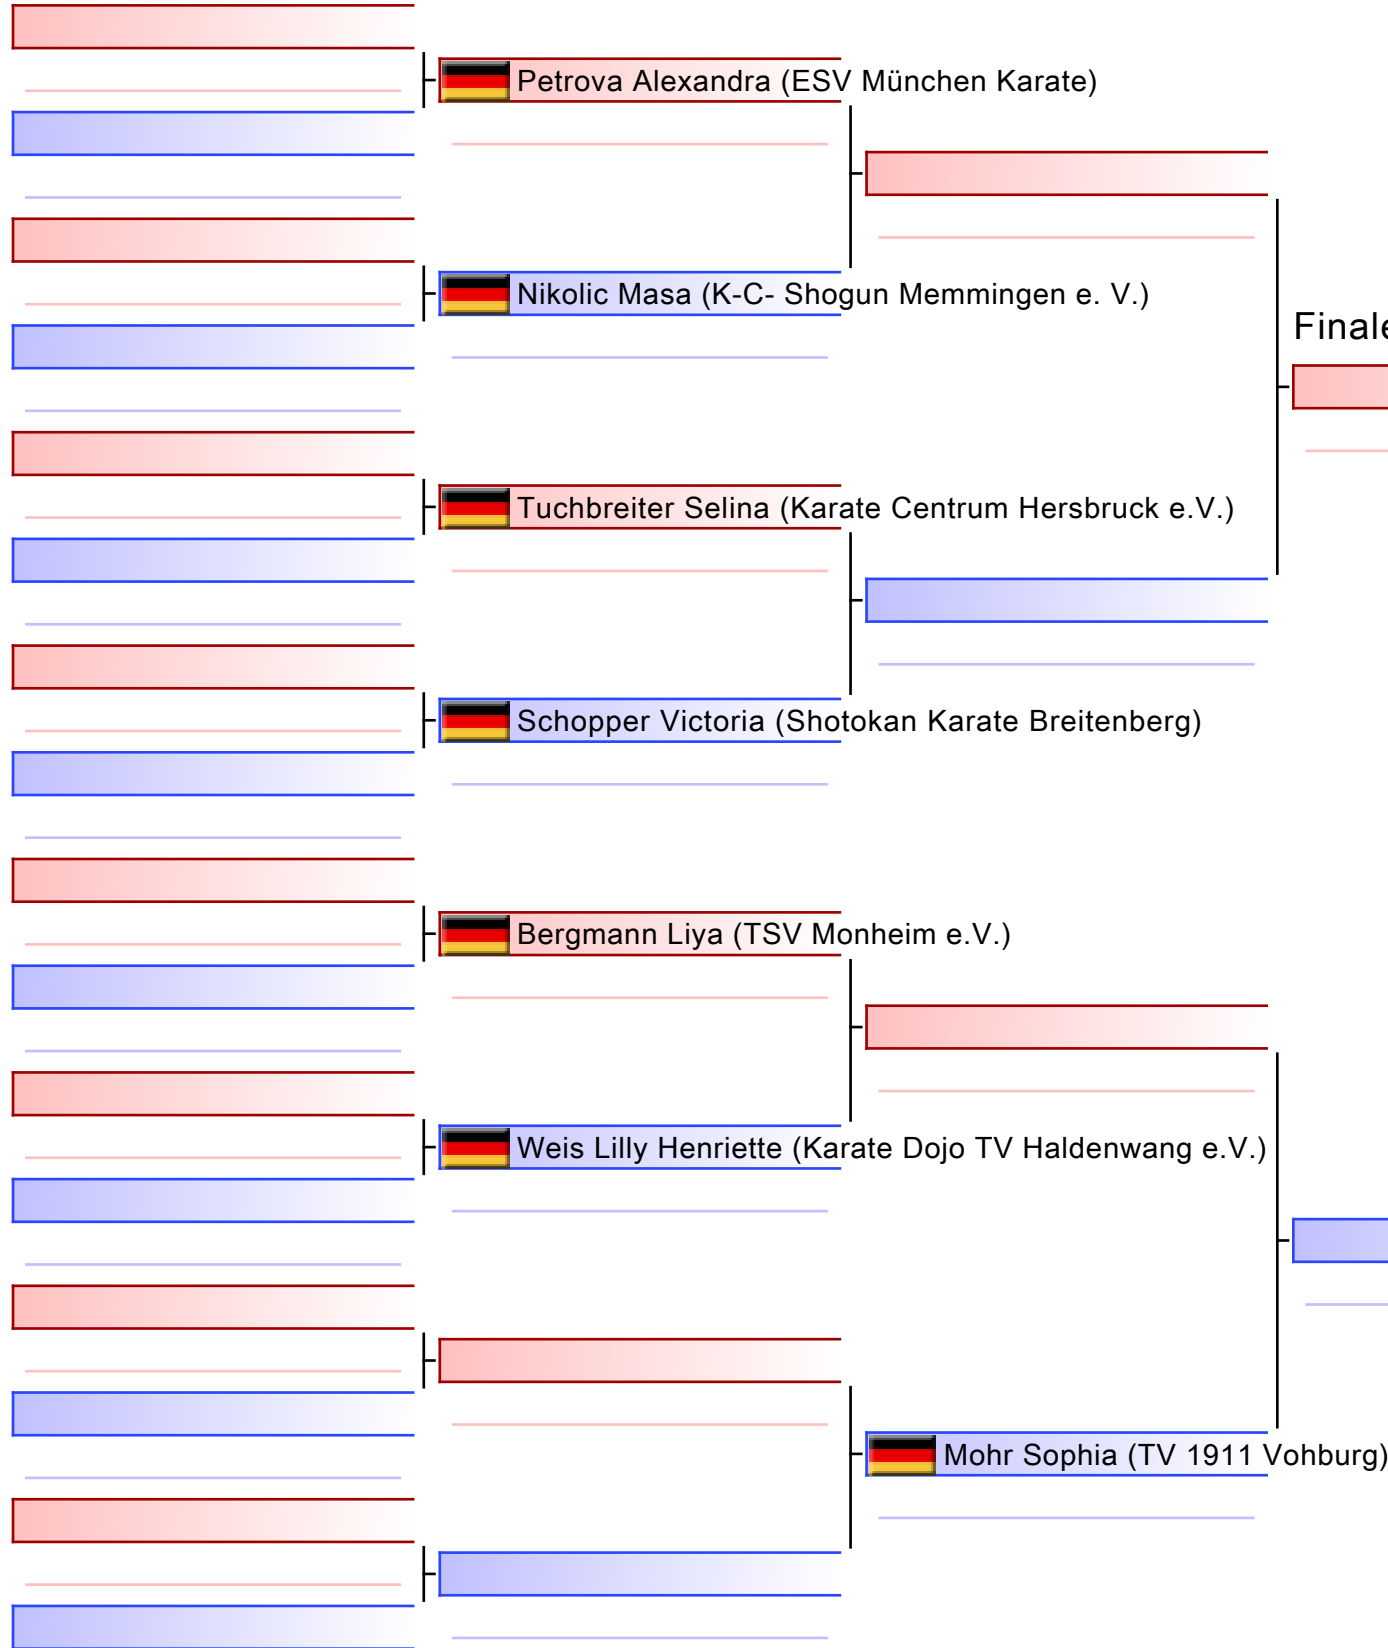 Petrova Alexandra (ESV München Karate)
Nikolic Masa (K-C- Shogun Memmingen e. V.)
Finale
Tuchbreiter Selina (Karate Centrum Hersbruck e.V.)
Schopper Victoria (Shotokan Karate Breitenberg)
Bergmann Liya (TSV Monheim e.V.)
Weis Lilly Henriette (Karate Dojo TV Haldenwang e.V.)
Mohr Sophia (TV 1911 Vohburg)